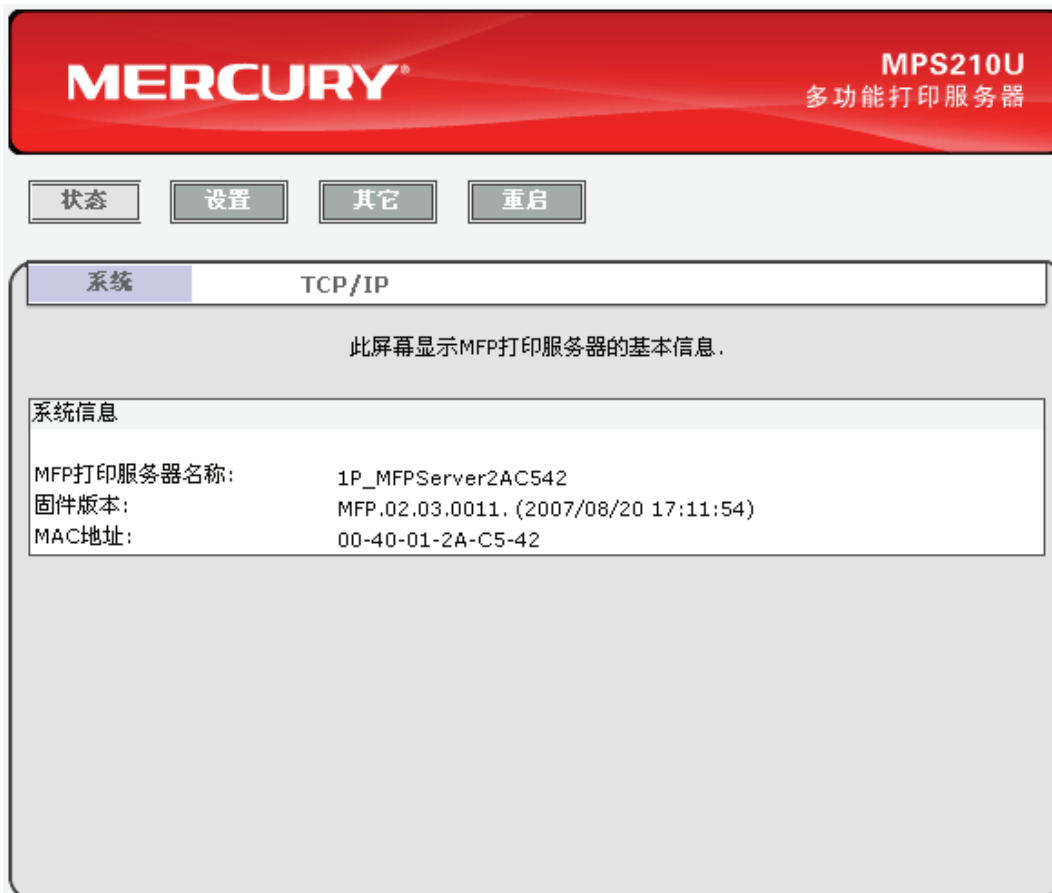 MERCURY®
MPS210U
多功能打印服务器
状态 设置 其它 重启
系统 TCP/IP
此屏幕显示MFP打印服务器的基本信息.
系统信息
MFP打印服务器名称: 1P_MFPServer2AC542
固件版本: MFP.02.03.0011. (2007/08/20 17:11:54)
MAC地址: 00-40-01-2A-C5-42